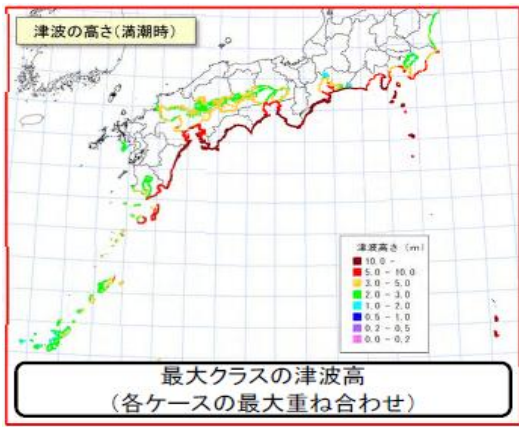 津波の高さ(満潮時)
津波高さ (m)
10.0 -
5.0 - 10.0
3.0 - 5.0
2.0 - 3.0
1.0 - 2.0
0.5 - 1.0
0.2 - 0.5
0.0 - 0.2
最大クラスの津波高
(各ケースの最大重ね合わせ)